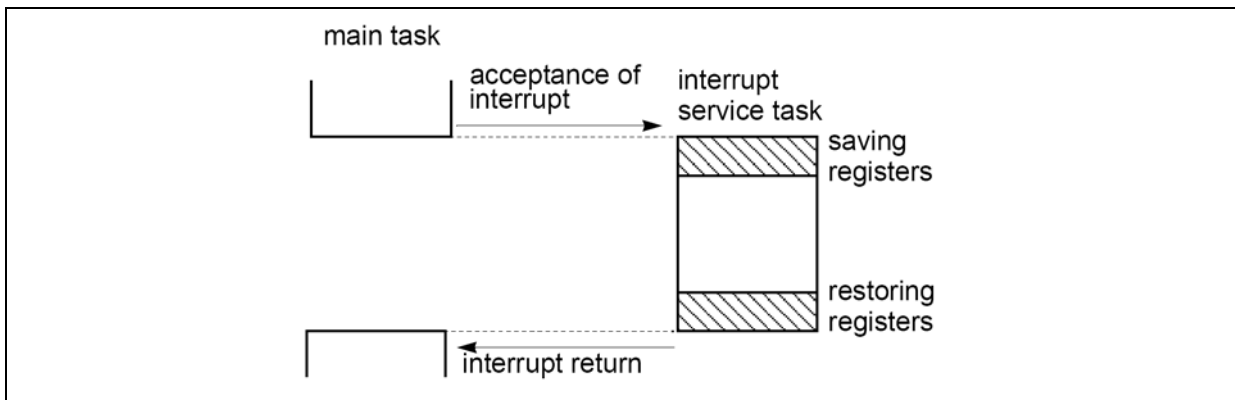 main task
acceptance of
interrupt
interrupt
service task
saving
registers
restoring
registers
interrupt return